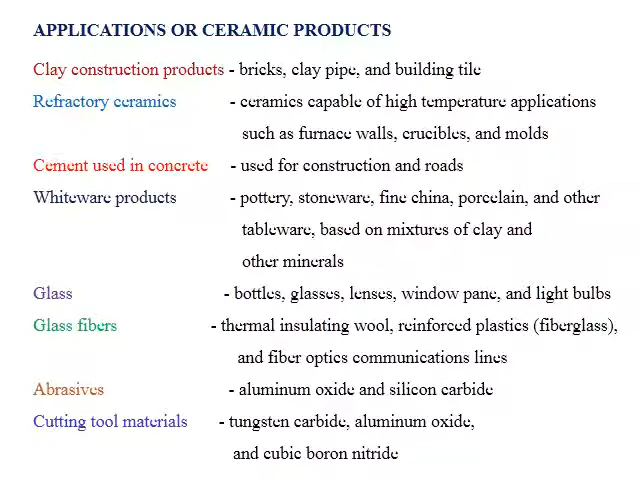 APPLICATIONS OR CERAMIC PRODUCTS
Clay construction products - bricks, clay pipe, and building tile
Refractory ceramics - ceramics capable of high temperature applications
such as furnace walls, crucibles, and molds
Cement used in concrete - used for construction and roads
Whiteware products - pottery, stoneware, fine china, porcelain, and other
tableware, based on mixtures of clay and
other minerals
Glass - bottles, glasses, lenses, window pane, and light bulbs
Glass fibers - thermal insulating wool, reinforced plastics (fiberglass),
and fiber optics communications lines
Abrasives - aluminum oxide and silicon carbide
Cutting tool materials - tungsten carbide, aluminum oxide,
and cubic boron nitride